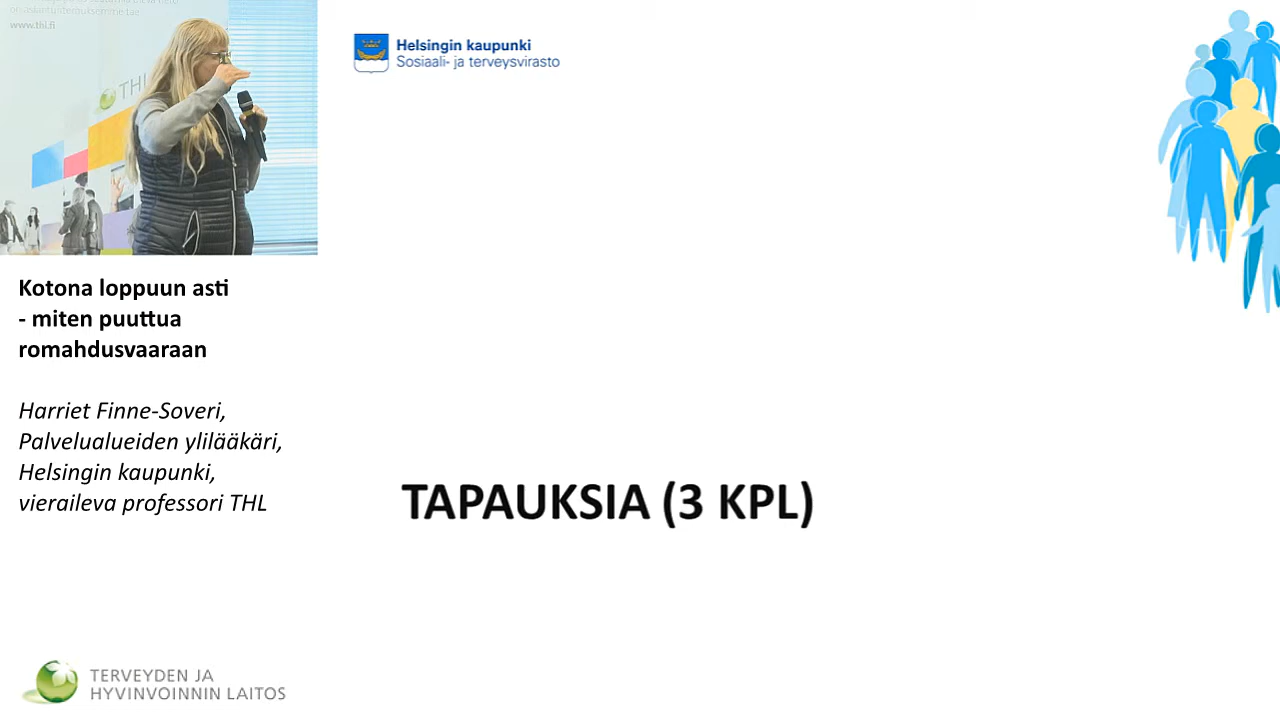 www.thl.fi
THL
Helsingin kaupunki
Sosiaali- ja terveysvirasto
Kotona loppuun asti
- miten puuttua
romahdusvaaraan
Harriet Finne-Soveri,
Palvelualueiden ylilääkäri,
Helsingin kaupunki,
vieraileva professori THL
TAPAUKSIA (3 KPL)
TERVEYDEN JA
HYVINVOINNIN LAITOS